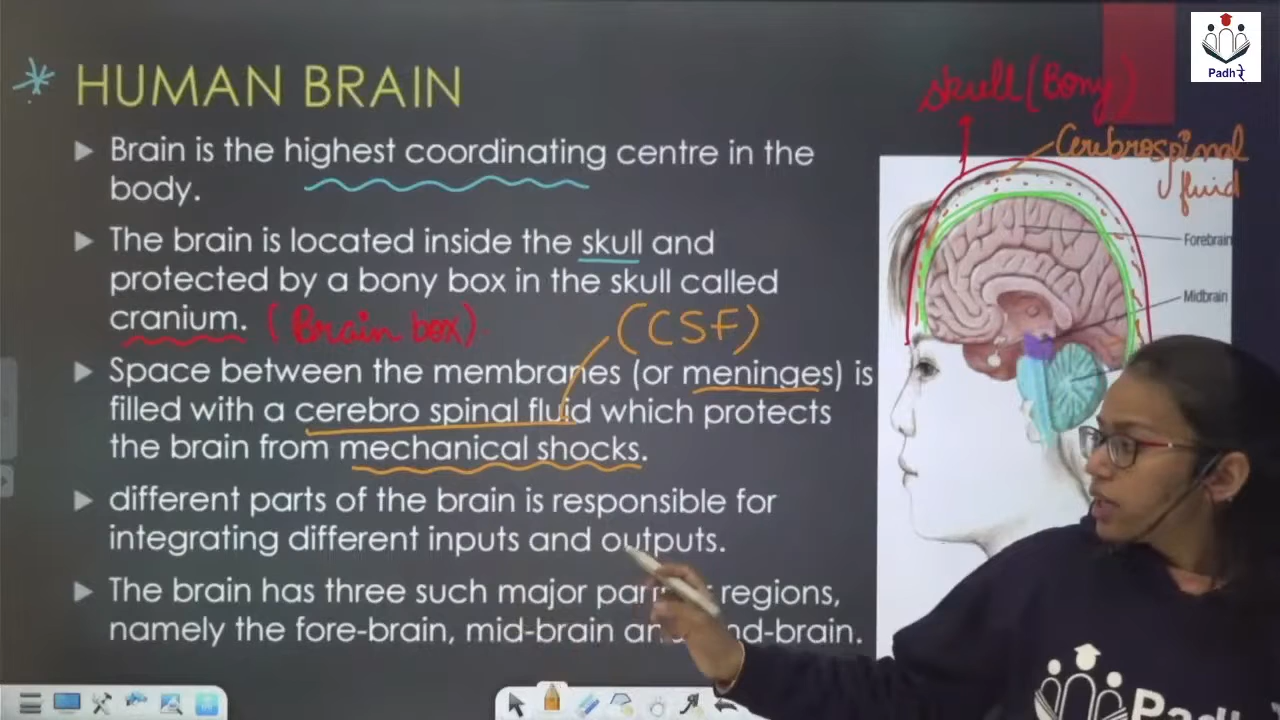 Padhरे
HUMAN BRAIN
skull (Bony)
Cerebrospinal
fluid
Brain is the highest coordinating centre in the
body.
The brain is located inside the skull and
protected by a bony box in the skull called
cranium. (Brain box)
(CSF)
Space between the membranes (or meninges) is
filled with a cerebro spinal fluid which protects
the brain from mechanical shocks.
different parts of the brain is responsible for
integrating different inputs and outputs.
The brain has three such major regions,
namely the fore-brain, mid-brain
Forebrain
Midbrain